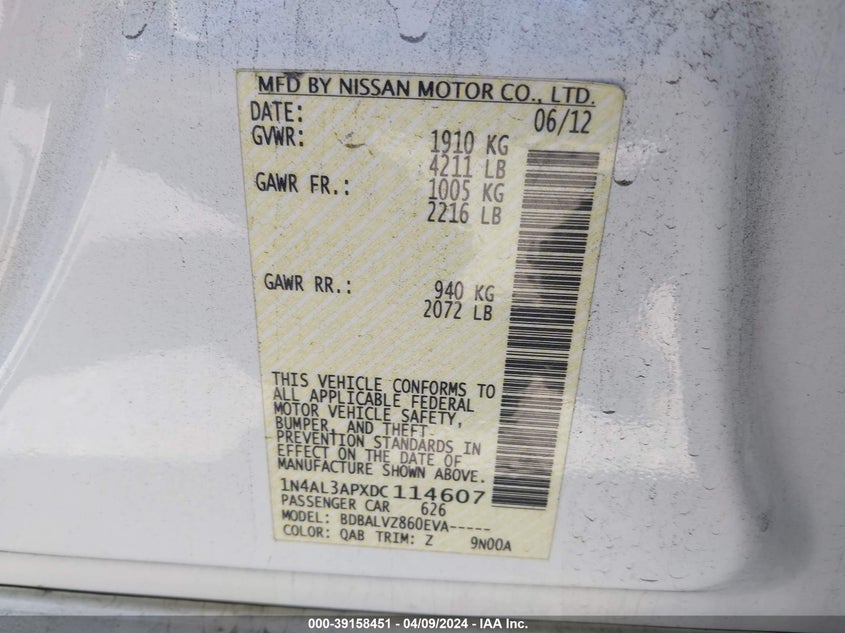 MFD BY NISSAN MOTOR CO., LTD.
DATE: 06/12
GVWR: 1910 KG
4211 LB
GAWR FR.: 1005 KG
2216 LB
GAWR RR.: 940 KG
2072 LB
THIS VEHICLE CONFORMS TO
ALL APPLICABLE FEDERAL
MOTOR VEHICLE SAFETY,
BUMPER, AND THEFT
PREVENTION STANDARDS IN
EFFECT ON THE DATE OF
MANUFACTURE SHOWN ABOVE.
1N4AL3APXDC114607
PASSENGER CAR 626
MODEL: BDBALVZ860EVA-----
COLOR: QAB TRIM: Z 9N00A
000-39158451 - 04/09/2024 - IAA Inc.